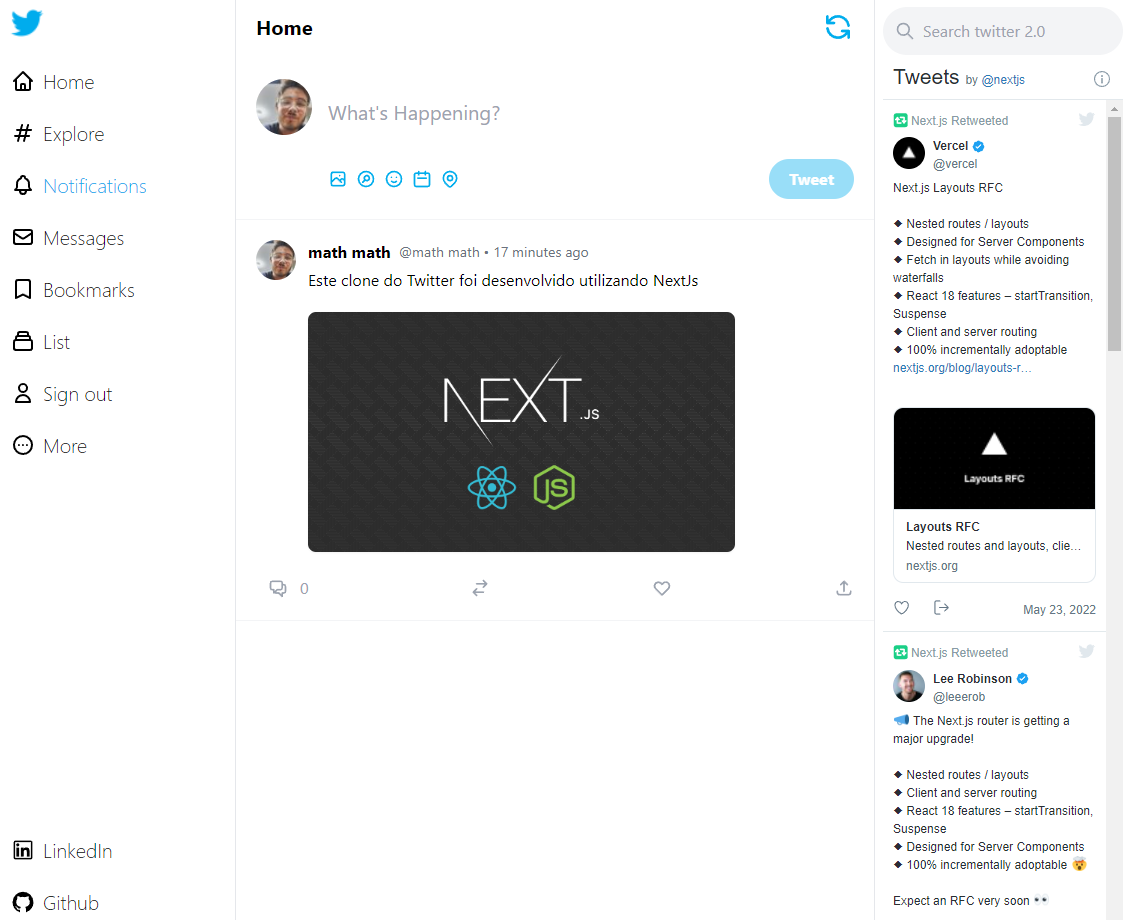 Home
Explore
Notifications
Messages
Bookmarks
List
Sign out
More
LinkedIn
Github
Home
What's Happening?
Tweet
math math @math math • 17 minutes ago
Este clone do Twitter foi desenvolvido utilizando NextJs
NEXT.JS
JS
0
Search twitter 2.0
Tweets by @nextjs
Next.js Retweeted
Vercel
@vercel
Next.js Layouts RFC
◆ Nested routes / layouts
◆ Designed for Server Components
◆ Fetch in layouts while avoiding
waterfalls
◆ React 18 features – startTransition,
Suspense
◆ Client and server routing
◆ 100% incrementally adoptable
nextjs.org/blog/layouts-r…
Layouts RFC
Layouts RFC
Nested routes and layouts, clie…
nextjs.org
May 23, 2022
Next.js Retweeted
Lee Robinson
@leeerob
📣 The Next.js router is getting a
major upgrade!
◆ Nested routes / layouts
◆ Client and server routing
◆ React 18 features – startTransition,
Suspense
◆ Designed for Server Components
◆ 100% incrementally adoptable 🤯
Expect an RFC very soon 👀